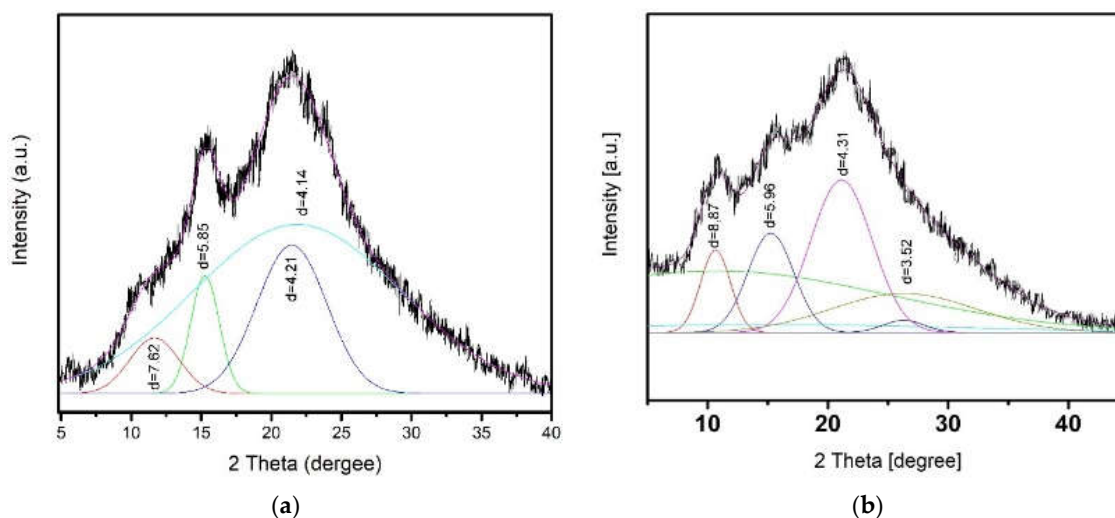 Intensity (a.u.)
d=7.62
d=5.85
d=4.21
d=4.14
5 10 15 20 25 30 35 40
2 Theta (dergee)
(a)
Intensity [a.u.]
d=8.87
d=5.96
d=4.31
d=3.52
10 20 30 40
2 Theta [degree]
(b)